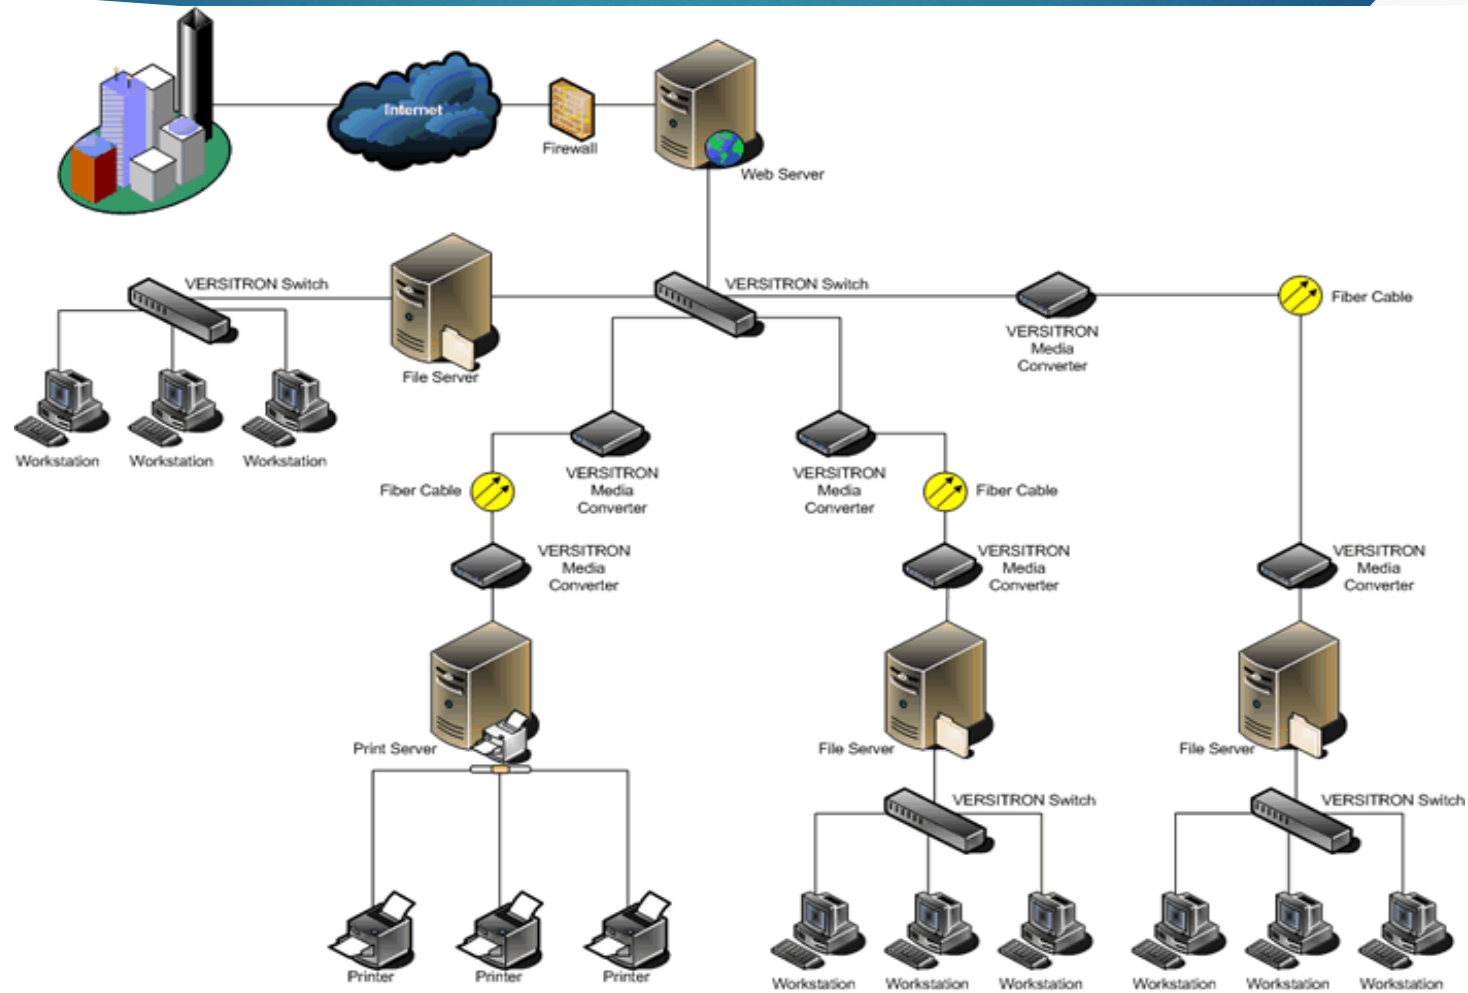 Internet
Firewall
Web Server
VERSITRON Switch
VERSITRON Switch
Fiber Cable
VERSITRON
Media
Converter
File Server
Workstation
Workstation
Workstation
VERSITRON
Media
Converter
VERSITRON
Media
Converter
Fiber Cable
Fiber Cable
VERSITRON
Media
Converter
VERSITRON
Media
Converter
VERSITRON
Media
Converter
Print Server
File Server
File Server
VERSITRON Switch
VERSITRON Switch
Printer
Printer
Printer
Workstation
Workstation
Workstation
Workstation
Workstation
Workstation